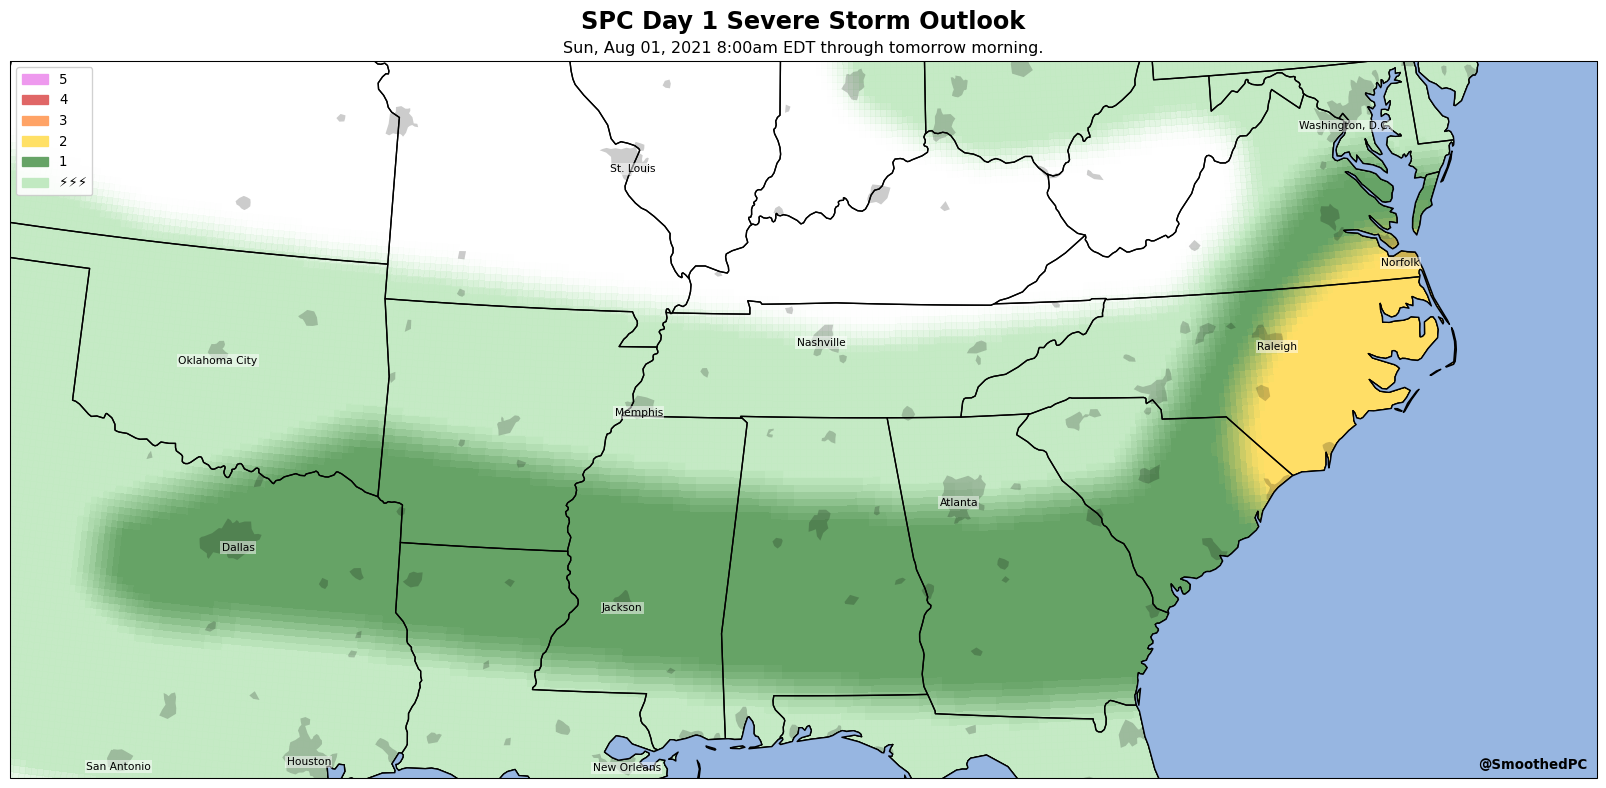 SPC Day 1 Severe Storm Outlook
Sun, Aug 01, 2021 8:00am EDT through tomorrow morning.
5
4
3
2
1
⚡⚡⚡
Washington, D.C.
St. Louis
Norfolk
Nashville
Raleigh
Oklahoma City
Memphis
Atlanta
Dallas
Jackson
Houston
San Antonio
New Orleans
@SmoothedPC